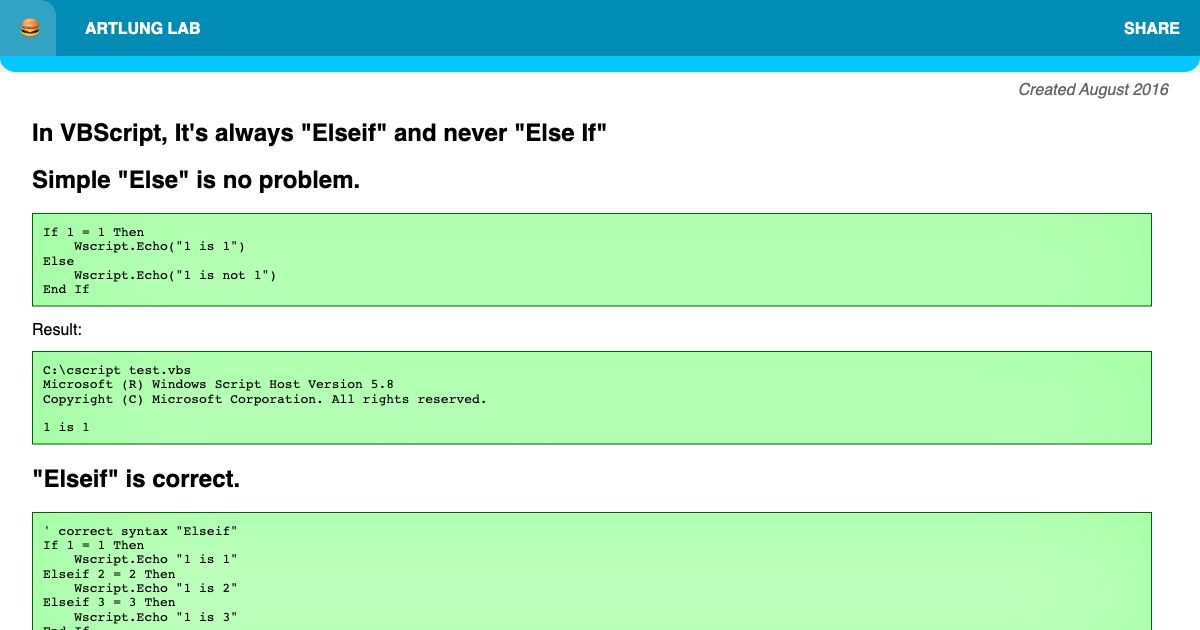 ARTLUNG LAB
SHARE
Created August 2016
In VBScript, It's always "Elseif" and never "Else If"
Simple "Else" is no problem.
If 1 = 1 Then
    Wscript.Echo("1 is 1")
Else
    Wscript.Echo("1 is not 1")
End If
Result:
C:\cscript test.vbs
Microsoft (R) Windows Script Host Version 5.8
Copyright (C) Microsoft Corporation. All rights reserved.

1 is 1
"Elseif" is correct.
' correct syntax "Elseif"
If 1 = 1 Then
    Wscript.Echo "1 is 1"
Elseif 2 = 2 Then
    Wscript.Echo "1 is 2"
Elseif 3 = 3 Then
    Wscript.Echo "1 is 3"
End If